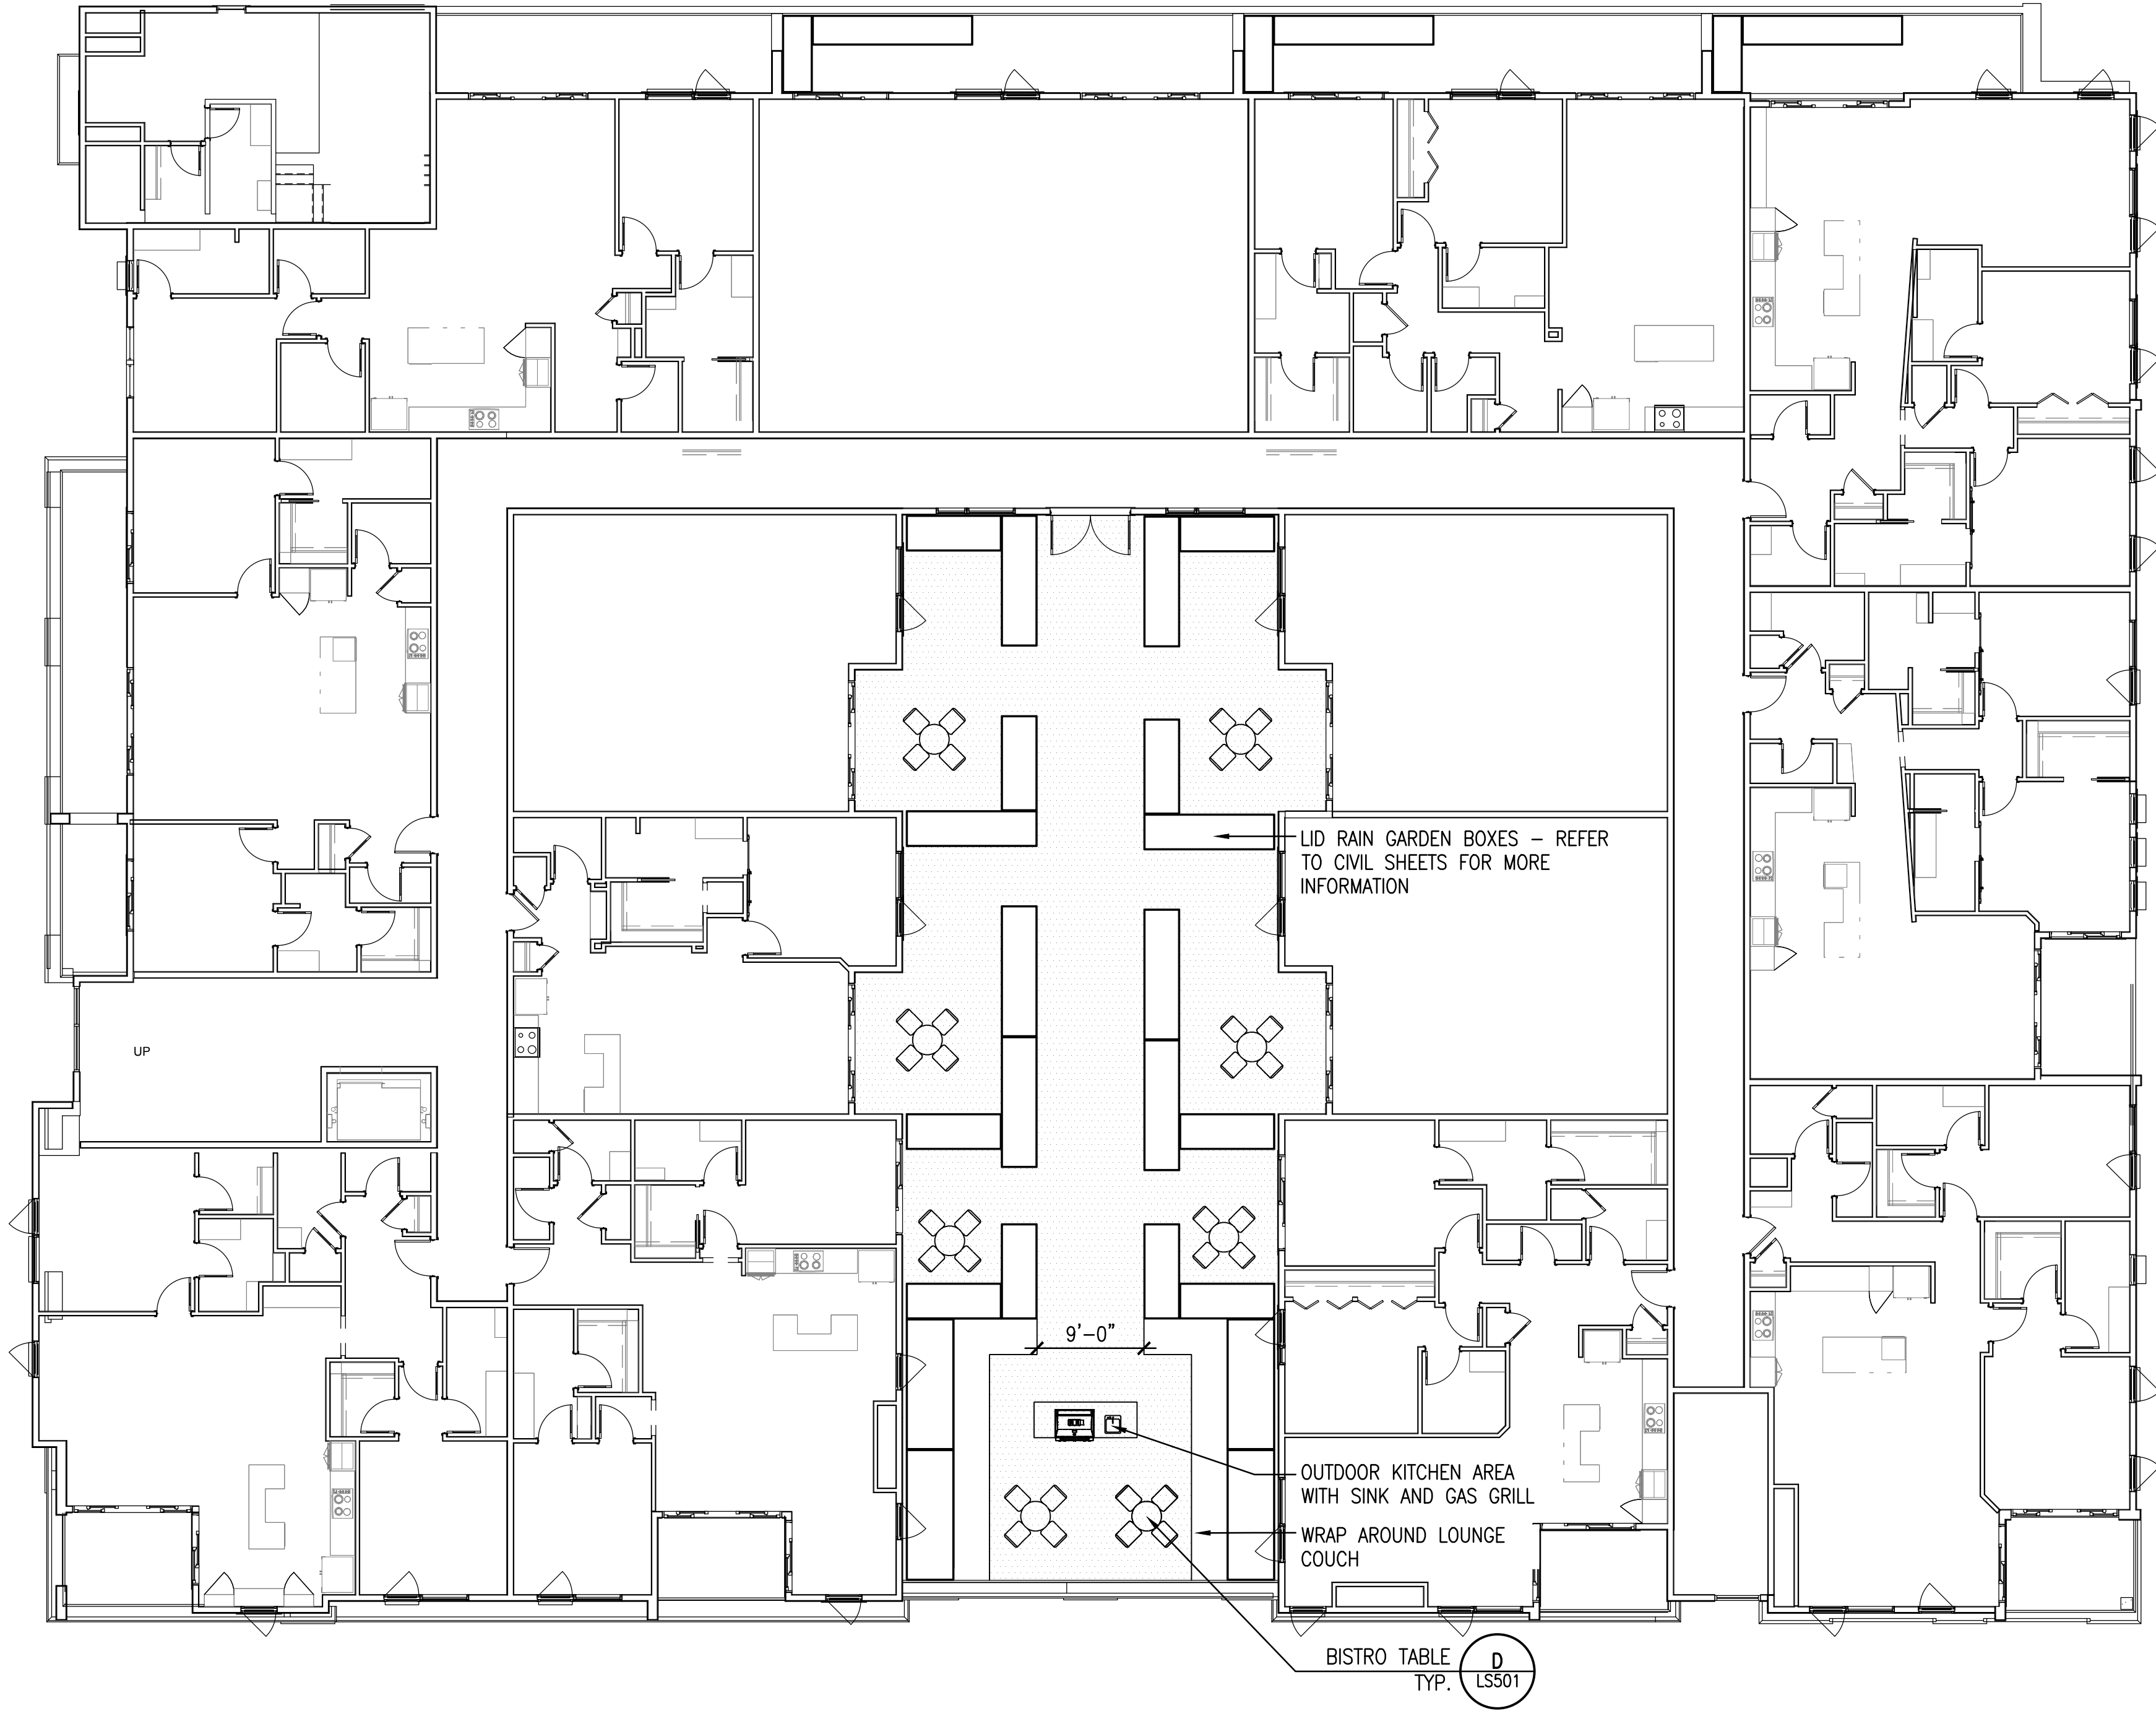 LID RAIN GARDEN BOXES – REFER
TO CIVIL SHEETS FOR MORE
INFORMATION
UP
9'-0"
OUTDOOR KITCHEN AREA
WITH SINK AND GAS GRILL
WRAP AROUND LOUNGE
COUCH
BISTRO TABLE
TYP.
D
LS501